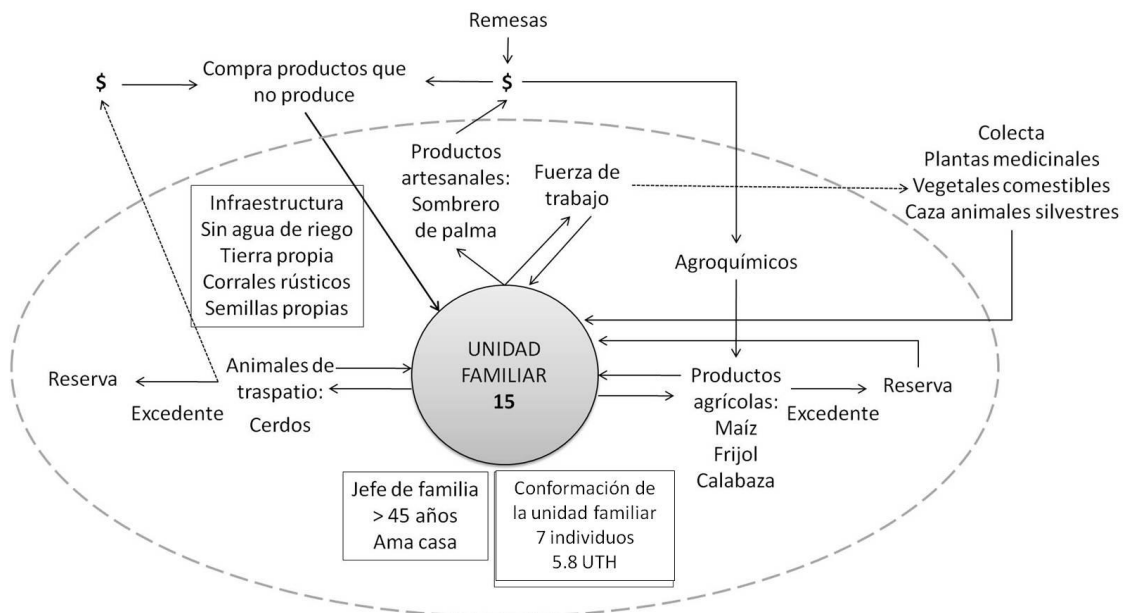 Remesas
$
Compra productos que
no produce
$
Colecta
Plantas medicinales
Vegetales comestibles
Caza animales silvestres
Productos
artesanales:
Sombrero
de palma
Fuerza de
trabajo
Infraestructura
Sin agua de riego
Tierra propia
Corrales rústicos
Semillas propias
Agroquímicos
UNIDAD
FAMILIAR
15
Reserva
Excedente
Animales de
traspatio:
Cerdos
Productos
agrícolas:
Maíz
Frijol
Calabaza
Excedente
Reserva
Jefe de familia
> 45 años
Ama casa
Conformación de
la unidad familiar
7 individuos
5.8 UTH